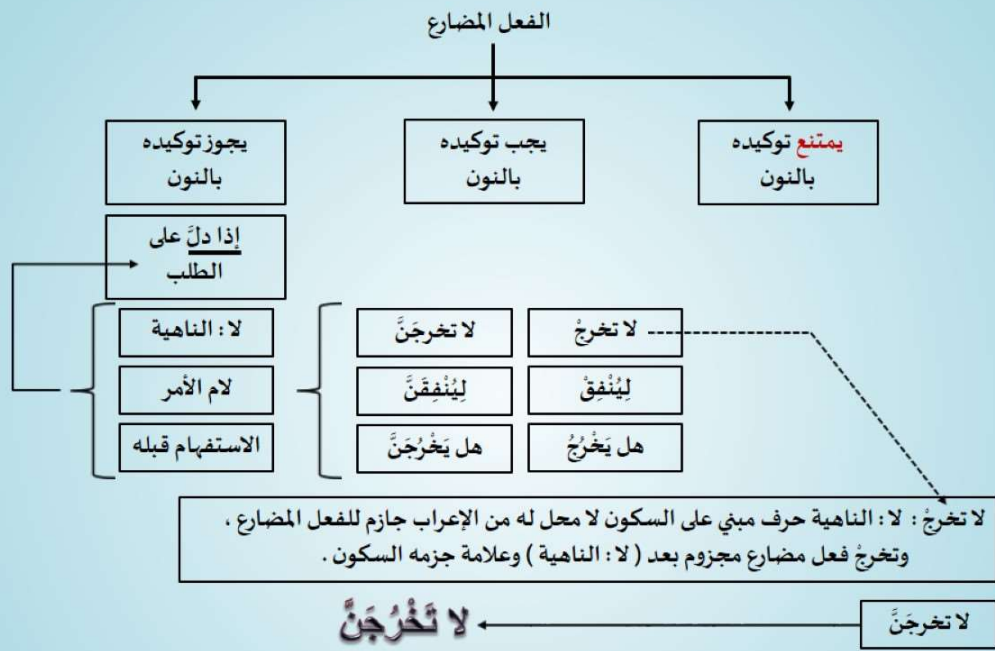 الفعل المضارع
يمتنع توكيده
بالنون
يجب توكيده
بالنون
يجوز توكيده
بالنون
إذا دلَّ على
الطلب
لا تخرجْ
لا تخرجَنَّ
لا : الناهية
لِيُنْفِقْ
لِيُنْفِقَنَّ
لام الأمر
هل يَخْرُجُ
هل يَخْرُجَنَّ
الاستفهام قبله
لا تخرجْ : لا : الناهية حرف مبني على السكون لا محل له من الإعراب جازم للفعل المضارع ،
وتخرجْ فعل مضارع مجزوم بعد ( لا : الناهية ) وعلامة جزمه السكون .
لا تخرجَنَّ
لا تَخْرُجَنَّ